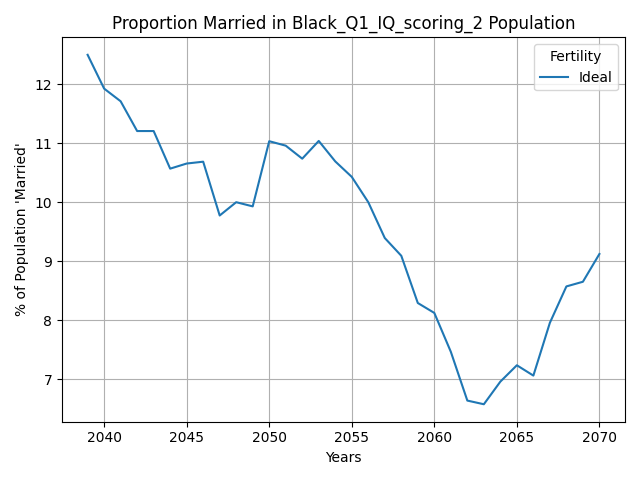 Proportion Married in Black_Q1_IQ_scoring_2 Population
Fertility
Ideal
% of Population 'Married'
12
11
10
9
8
7
2040 2045 2050 2055 2060 2065 2070
Years